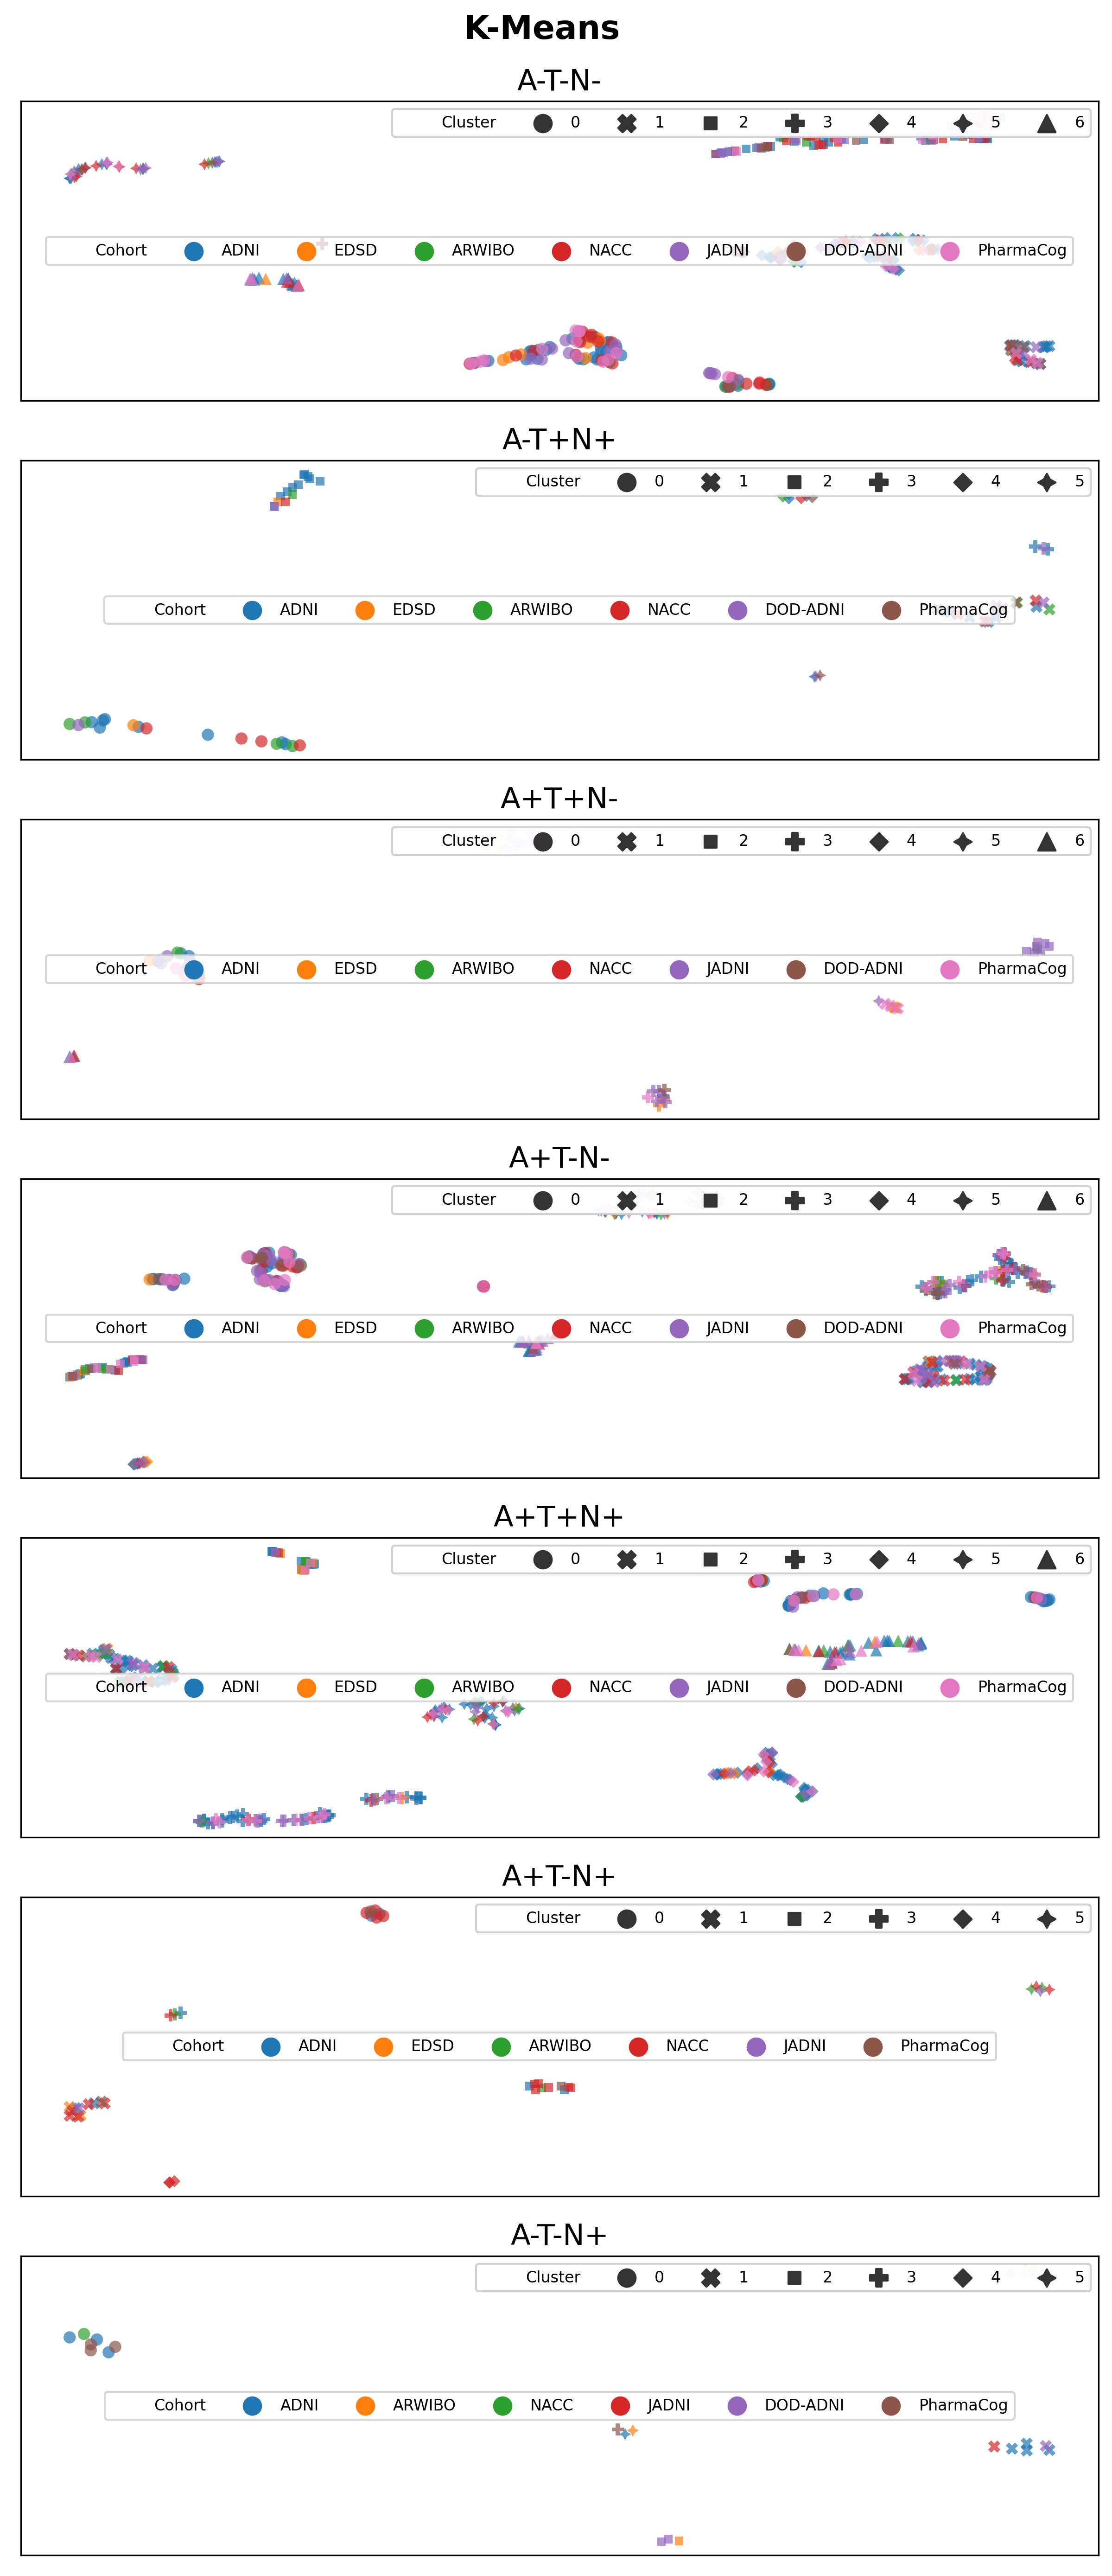 K-Means
A-T-N-
Cluster 0 1 2 3 4 5 6
Cohort ADNI EDSD ARWIBO NACC JADNI DOD-ADNI PharmaCog
A-T+N+
Cluster 0 1 2 3 4 5
Cohort ADNI EDSD ARWIBO NACC DOD-ADNI PharmaCog
A+T+N-
Cluster 0 1 2 3 4 5 6
Cohort ADNI EDSD ARWIBO NACC JADNI DOD-ADNI PharmaCog
A+T-N-
Cluster 0 1 2 3 4 5 6
Cohort ADNI EDSD ARWIBO NACC JADNI DOD-ADNI PharmaCog
A+T+N+
Cluster 0 1 2 3 4 5 6
Cohort ADNI EDSD ARWIBO NACC JADNI DOD-ADNI PharmaCog
A+T-N+
Cluster 0 1 2 3 4 5
Cohort ADNI EDSD ARWIBO NACC JADNI PharmaCog
A-T-N+
Cluster 0 1 2 3 4 5
Cohort ADNI ARWIBO NACC JADNI DOD-ADNI PharmaCog